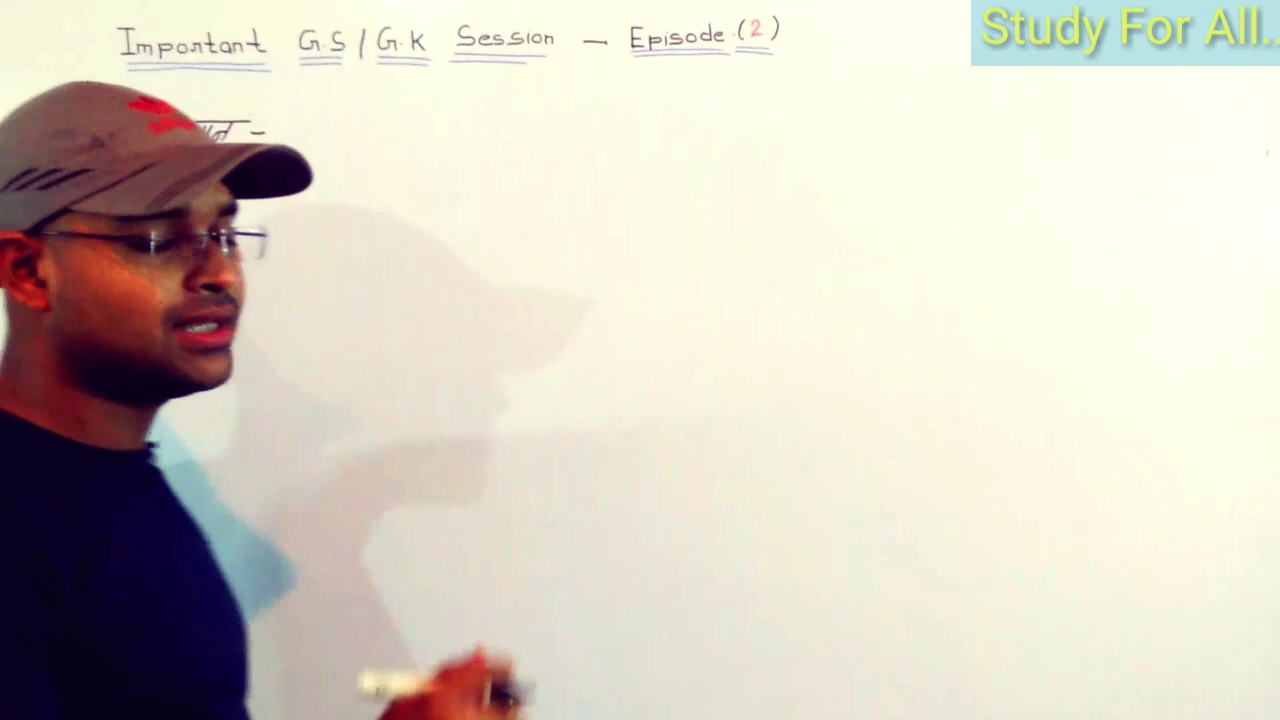 Important G.S / G.K Session – Episode.(2)
Study For All..